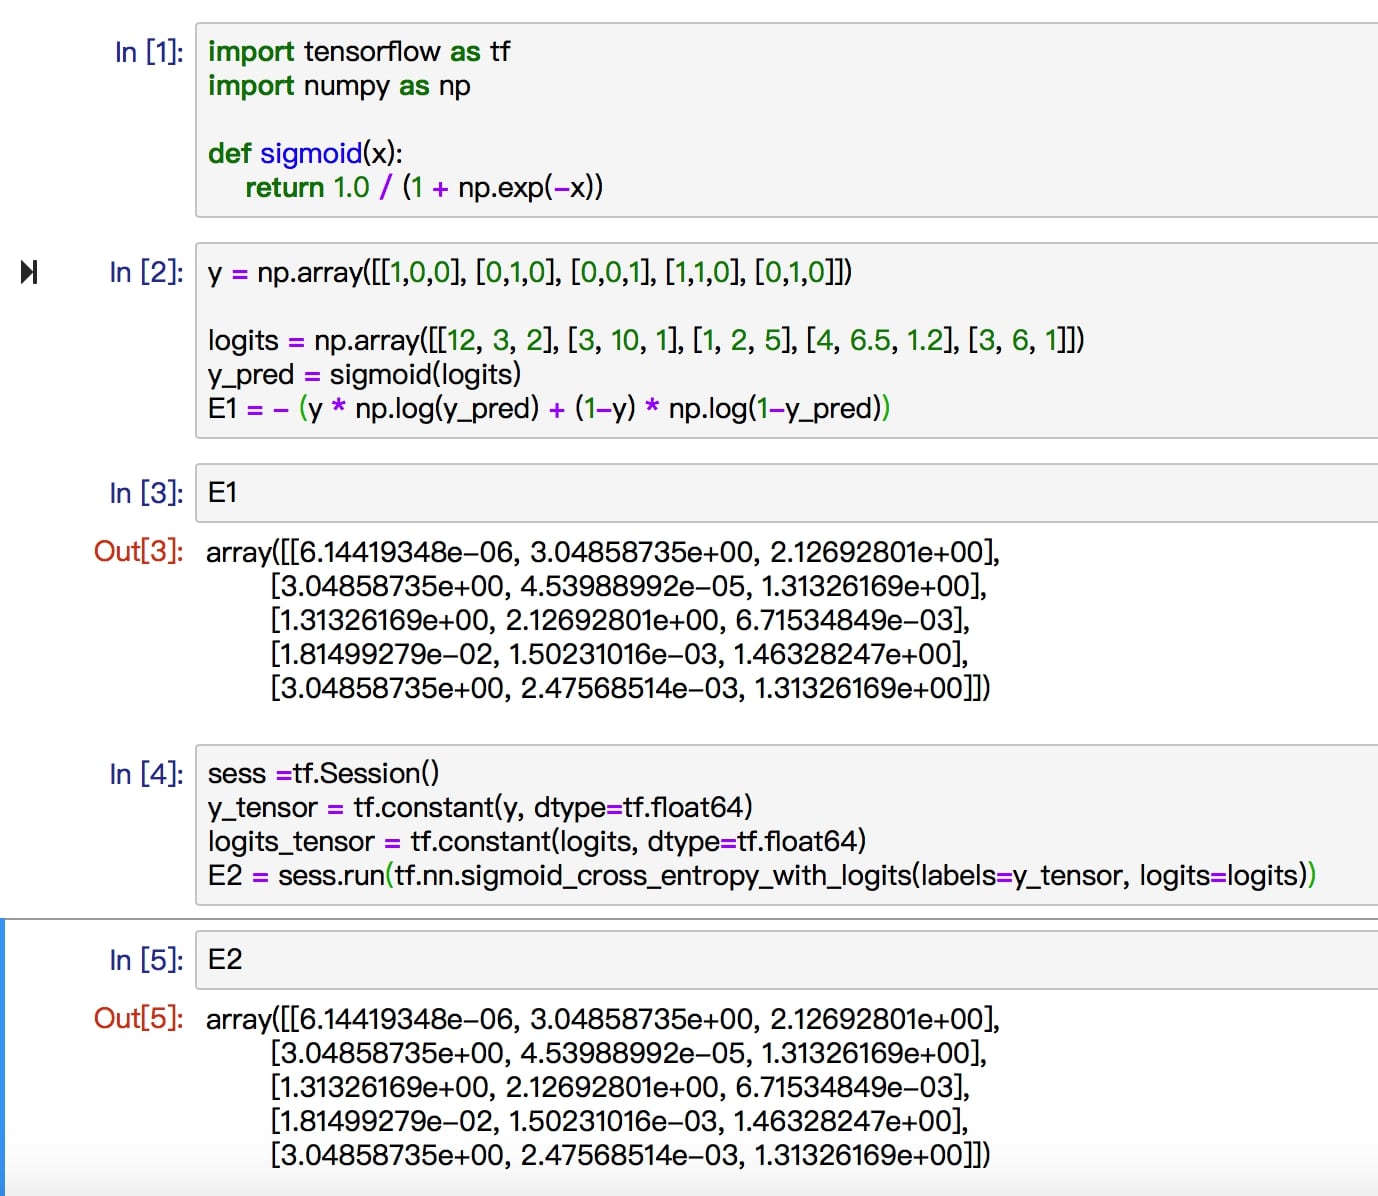 In [1]: import tensorflow as tf
import numpy as np
def sigmoid(x):
return 1.0 / (1 + np.exp(−x))
In [2]: y = np.array([[1,0,0], [0,1,0], [0,0,1], [1,1,0], [0,1,0]])
logits = np.array([[12, 3, 2], [3, 10, 1], [1, 2, 5], [4, 6.5, 1.2], [3, 6, 1]])
y_pred = sigmoid(logits)
E1 = − (y * np.log(y_pred) + (1−y) * np.log(1−y_pred))
In [3]: E1
Out[3]: array([[6.14419348e−06, 3.04858735e+00, 2.12692801e+00],
[3.04858735e+00, 4.53988992e−05, 1.31326169e+00],
[1.31326169e+00, 2.12692801e+00, 6.71534849e−03],
[1.81499279e−02, 1.50231016e−03, 1.46328247e+00],
[3.04858735e+00, 2.47568514e−03, 1.31326169e+00]])
In [4]: sess =tf.Session()
y_tensor = tf.constant(y, dtype=tf.float64)
logits_tensor = tf.constant(logits, dtype=tf.float64)
E2 = sess.run(tf.nn.sigmoid_cross_entropy_with_logits(labels=y_tensor, logits=logits))
In [5]: E2
Out[5]: array([[6.14419348e−06, 3.04858735e+00, 2.12692801e+00],
[3.04858735e+00, 4.53988992e−05, 1.31326169e+00],
[1.31326169e+00, 2.12692801e+00, 6.71534849e−03],
[1.81499279e−02, 1.50231016e−03, 1.46328247e+00],
[3.04858735e+00, 2.47568514e−03, 1.31326169e+00]])